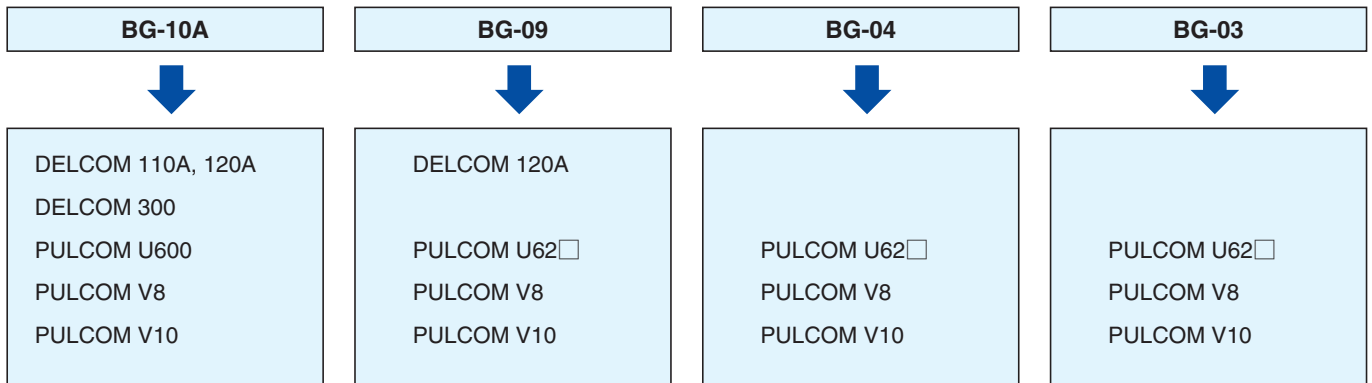 BG-10A
DELCOM 110A, 120A
DELCOM 300
PULCOM U600
PULCOM V8
PULCOM V10
BG-09
DELCOM 120A
PULCOM U62□
PULCOM V8
PULCOM V10
BG-04
PULCOM U62□
PULCOM V8
PULCOM V10
BG-03
PULCOM U62□
PULCOM V8
PULCOM V10